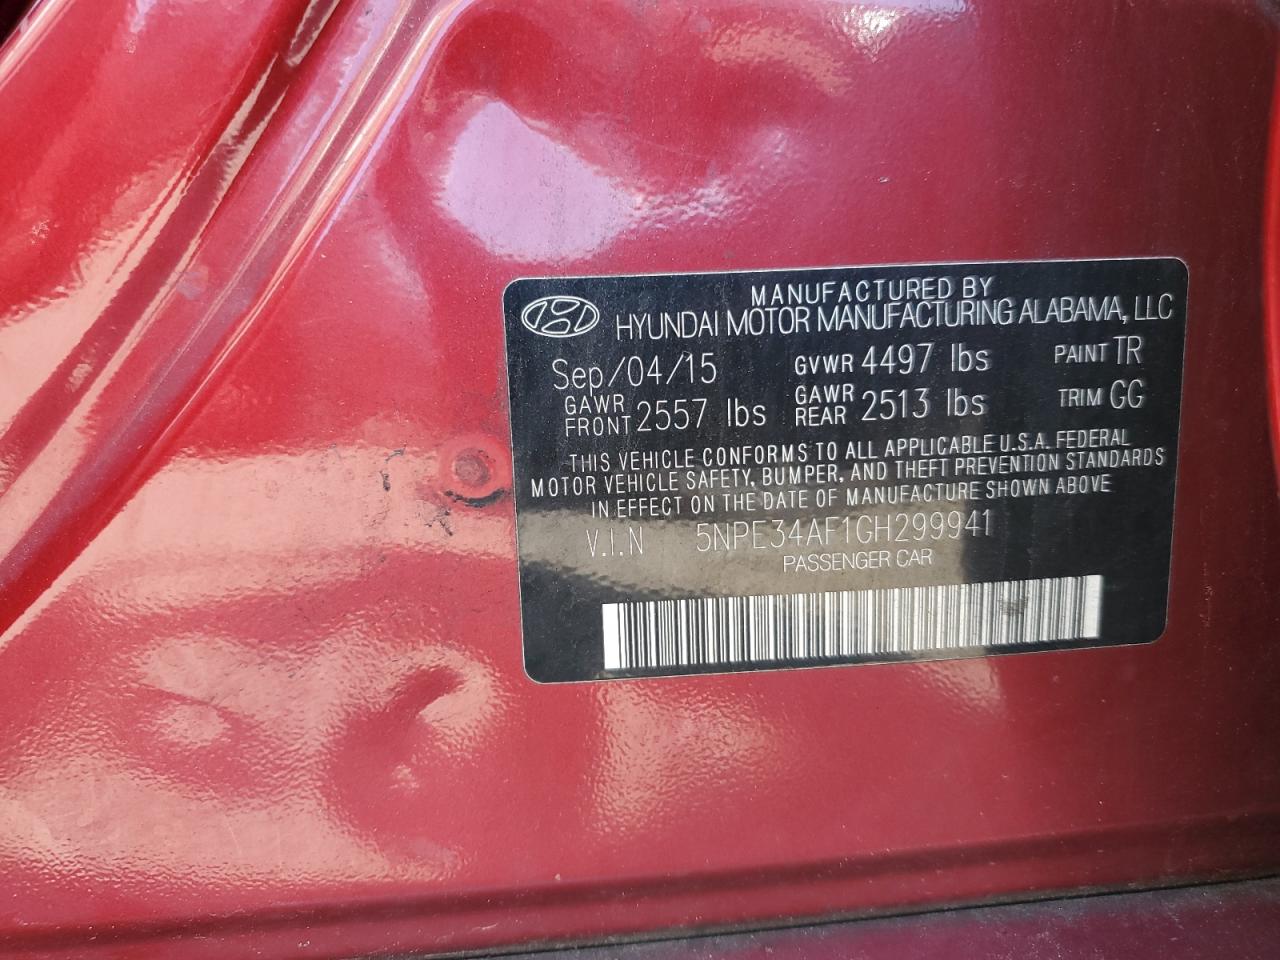 MANUFACTURED BY
HYUNDAI MOTOR MANUFACTURING ALABAMA, LLC
Sep/04/15 GVWR 4497 lbs PAINT TR
GAWR FRONT 2557 lbs GAWR REAR 2513 lbs TRIM GG
THIS VEHICLE CONFORMS TO ALL APPLICABLE U.S.A. FEDERAL
MOTOR VEHICLE SAFETY, BUMPER, AND THEFT PREVENTION STANDARDS
IN EFFECT ON THE DATE OF MANUFACTURE SHOWN ABOVE
V.I.N 5NPE34AF1GH299941
PASSENGER CAR